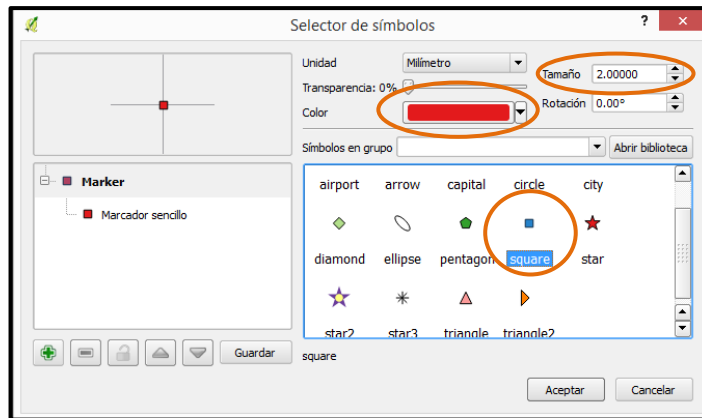 Selector de símbolos
?
×
Unidad
Milímetro
Tamaño
2.00000
Transparencia: 0%
Color
Rotación
0.00°
Símbolos en grupo
Abrir biblioteca
Marker
Marcador sencillo
airport arrow capital circle city
diamond ellipse pentagon square star
star2 star3 triangle triangle2
Guardar
square
Aceptar
Cancelar